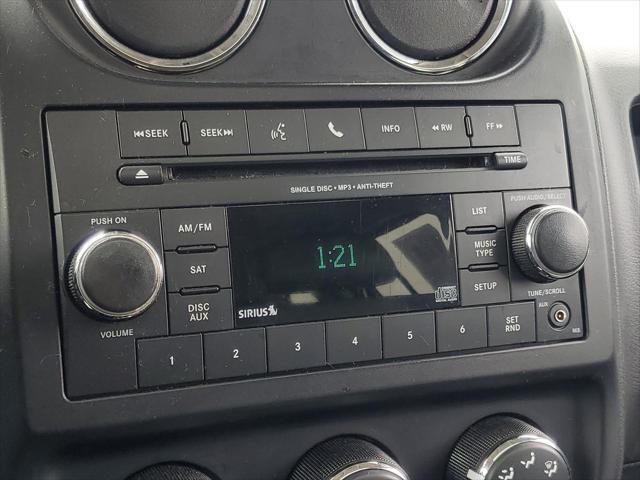 SEEK
SEEK
INFO
RW
FF
TIME
SINGLE DISC • MP3 • ANTI-THEFT
PUSH ON
VOLUME
AM/FM
SAT
DISC AUX
1:21
SIRIUS
LIST
MUSIC TYPE
SETUP
PUSH AUDIO/SELECT
TUNE/SCROLL
AUX
1
2
3
4
5
6
SET RND